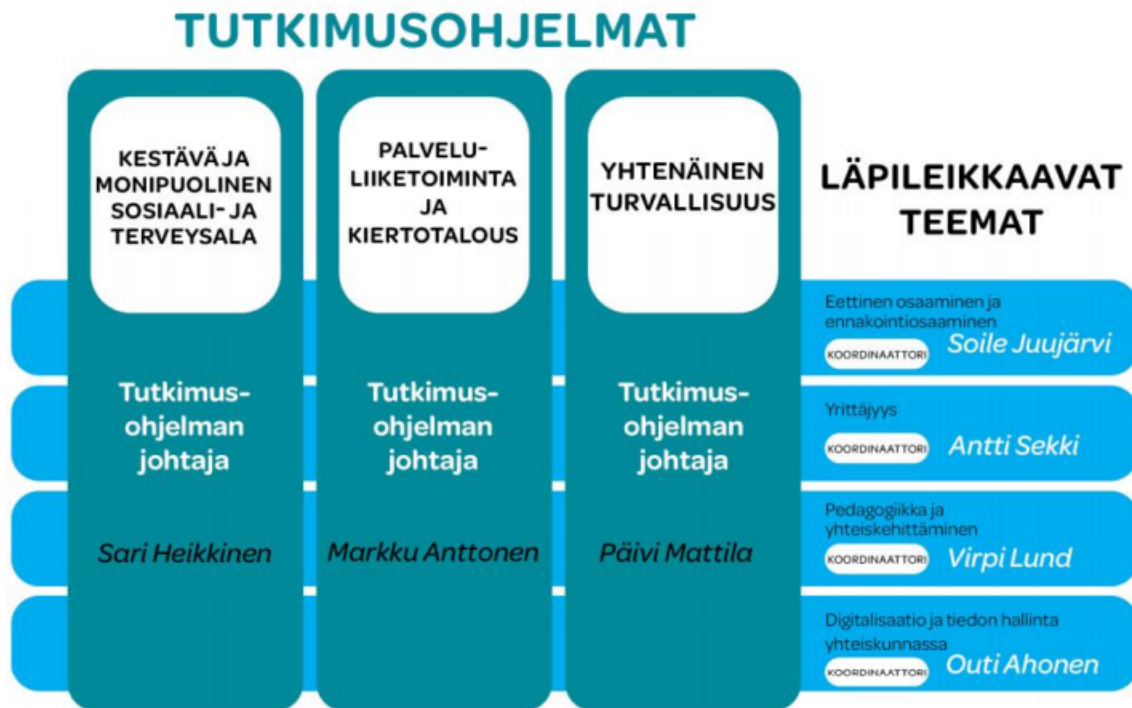 TUTKIMUSOHJELMAT
KESTÄVÄ JA
MONIPUOLINEN
SOSIAALI- JA
TERVEYSALA
Tutkimus-
ohjelman
johtaja
Sari Heikkinen
PALVELU-
LIIKETOIMINTA
JA
KIERTOTALOUS
Tutkimus-
ohjelman
johtaja
Markku Anttonen
YHTENÄINEN
TURVALLISUUS
Tutkimus-
ohjelman
johtaja
Päivi Mattila
LÄPILEIKKAAVAT
TEEMAT
Eettinen osaaminen ja
ennakointiosaaminen
KOORDINAATTORI Soile Juujärvi
Yrittäjyys
KOORDINAATTORI Antti Sekki
Pedagogiikka ja
yhteiskehittäminen
KOORDINAATTORI Virpi Lund
Digitalisaatio ja tiedon hallinta
yhteiskunnassa
KOORDINAATTORI Outi Ahonen